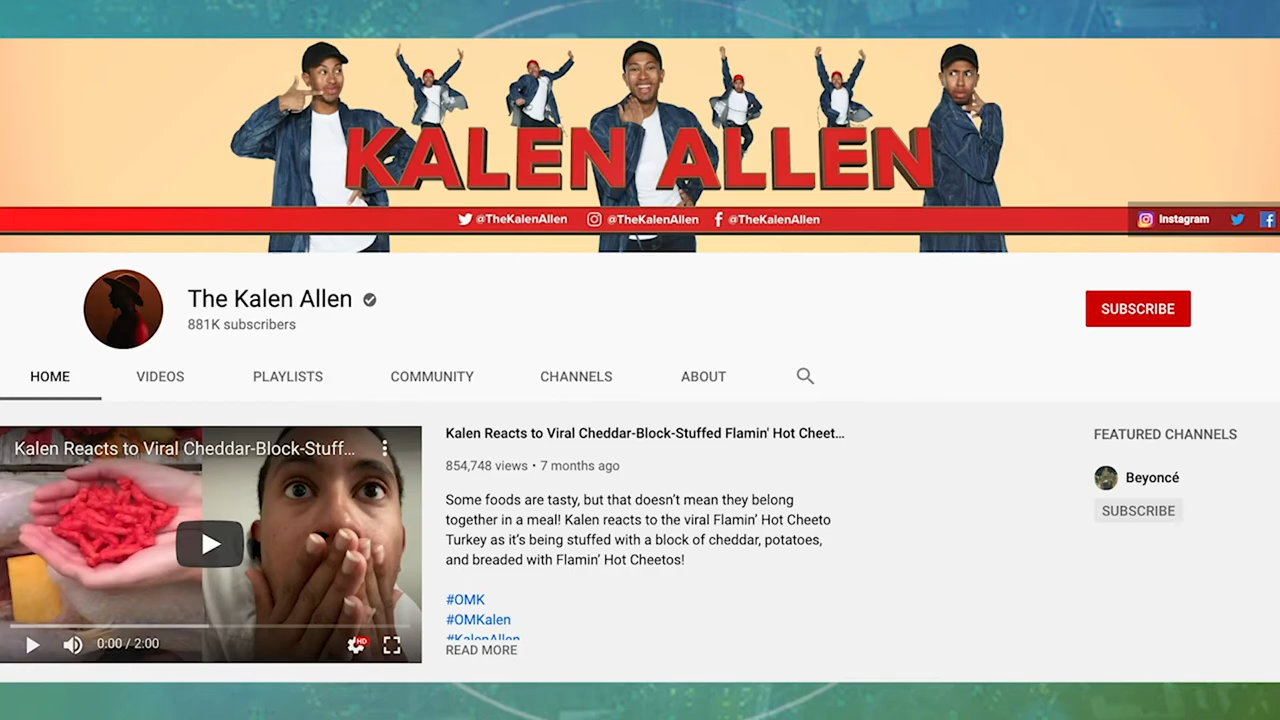 KALEN ALLEN
@TheKalenAllen @TheKalenAllen @TheKalenAllen
Instagram
The Kalen Allen
881K subscribers
SUBSCRIBE
HOME VIDEOS PLAYLISTS COMMUNITY CHANNELS ABOUT
Kalen Reacts to Viral Cheddar-Block-Stuff...
0:00 / 2:00
HD
Kalen Reacts to Viral Cheddar-Block-Stuffed Flamin' Hot Cheet...
854,748 views • 7 months ago
Some foods are tasty, but that doesn’t mean they belong
together in a meal! Kalen reacts to the viral Flamin’ Hot Cheeto
Turkey as it’s being stuffed with a block of cheddar, potatoes,
and breaded with Flamin’ Hot Cheetos!
#OMK
#OMKalen
#KalenAllen
READ MORE
FEATURED CHANNELS
Beyoncé
SUBSCRIBE